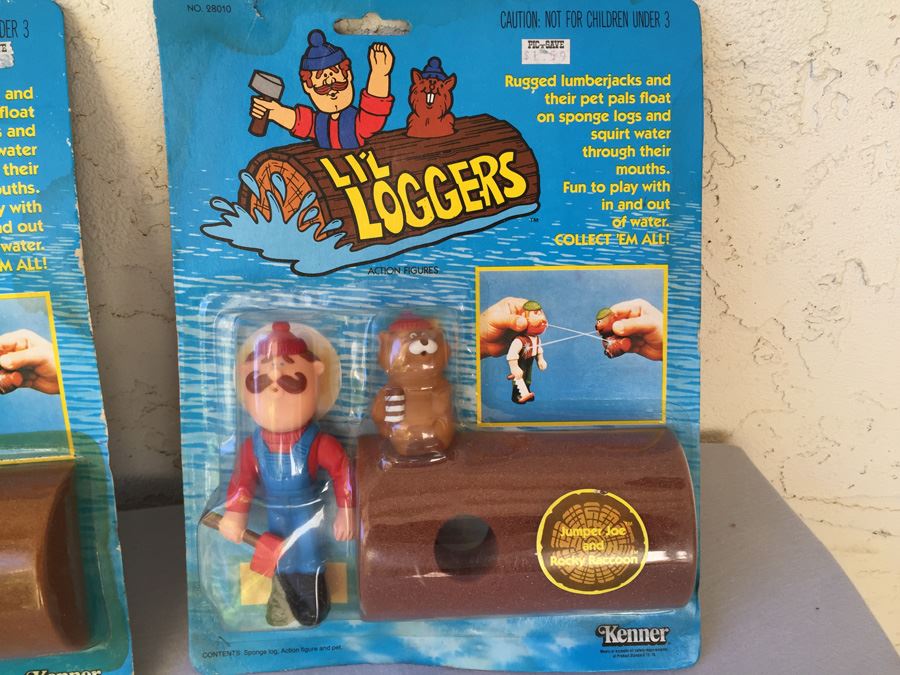 DER 3
and
float
s and
water
their
uths.
y with
nd out
water.
M ALL!
Kenner
NO. 28010
CAUTION: NOT FOR CHILDREN UNDER 3
PIC-N-SAVE
LI'L
LOGGERS
TM
ACTION FIGURES
Rugged lumberjacks and
their pet pals float
on sponge logs and
squirt water
through their
mouths.
Fun to play with
in and out
of water.
COLLECT 'EM ALL!
Jumper Joe
and
Rocky Raccoon
CONTENTS: Sponge log, Action figure and pet.
Kenner